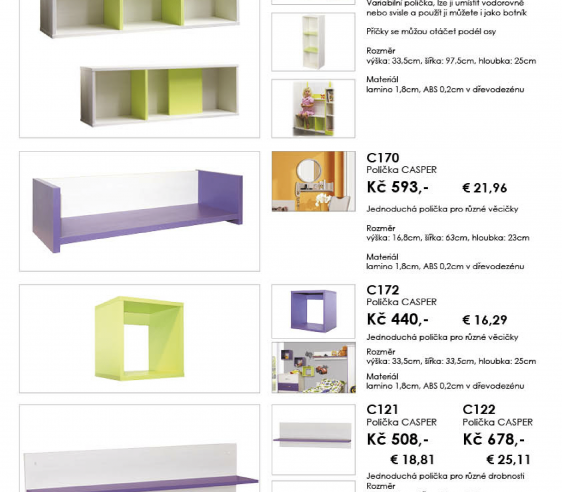 Variabilní polička, lze ji umístit vodorovně
nebo svisle a použít ji můžete i jako botník
Příčky se můžou otáčet podél osy
Rozměr
výška: 33,5cm, šířka: 97,5cm, hloubka: 25cm
Materiál
lamino 1,8cm, ABS 0,2cm v dřevodezénu
C170
Polička CASPER
Kč 593,- € 21,96
Jednoduchá polička pro různé věcičky
Rozměr
výška: 16,8cm, šířka: 63cm, hloubka: 23cm
Materiál
lamino 1,8cm, ABS 0,2cm v dřevodezénu
C172
Polička CASPER
Kč 440,- € 16,29
Jednoduchá polička pro různé věcičky
Rozměr
výška: 33,5cm, šířka: 33,5cm, hloubka: 25cm
Materiál
lamino 1,8cm, ABS 0,2cm v dřevodezénu
C121 C122
Polička CASPER Polička CASPER
Kč 508,- Kč 678,-
€ 18,81 € 25,11
Jednoduchá polička pro různé drobnosti
Rozměr